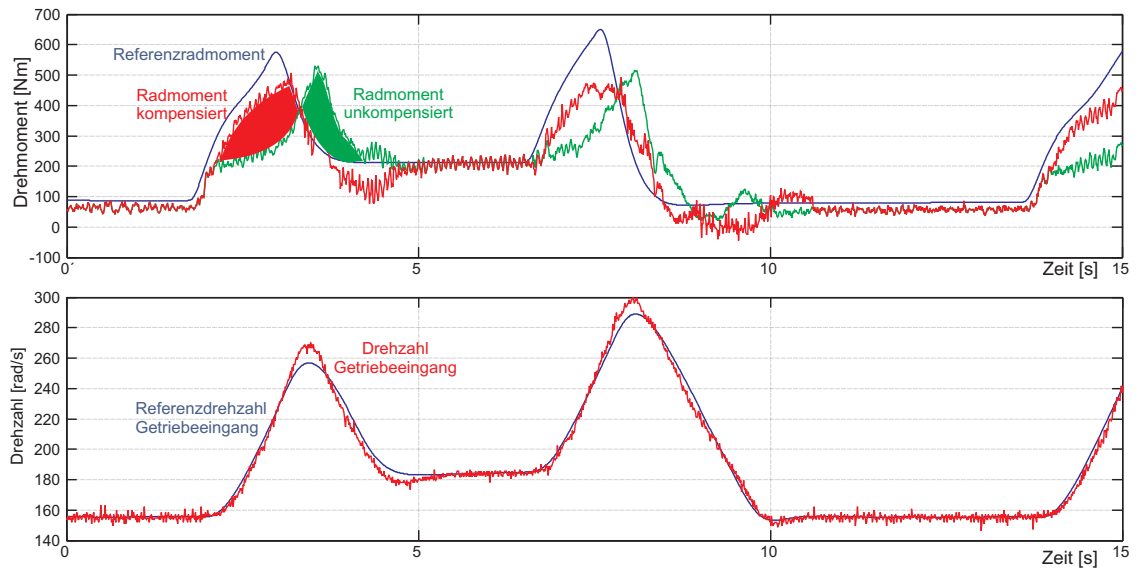 700
600
500
400
300
200
100
0
-100
Drehmoment [Nm]
Referenzradmoment
Radmoment
kompensiert
Radmoment
unkompensiert
0´
5
10
15
Zeit [s]
300
280
260
240
220
200
180
160
140
Drehzahl [rad/s]
Drehzahl
Getriebeeingang
Referenzdrehzahl
Getriebeeingang
0
5
10
15
Zeit [s]